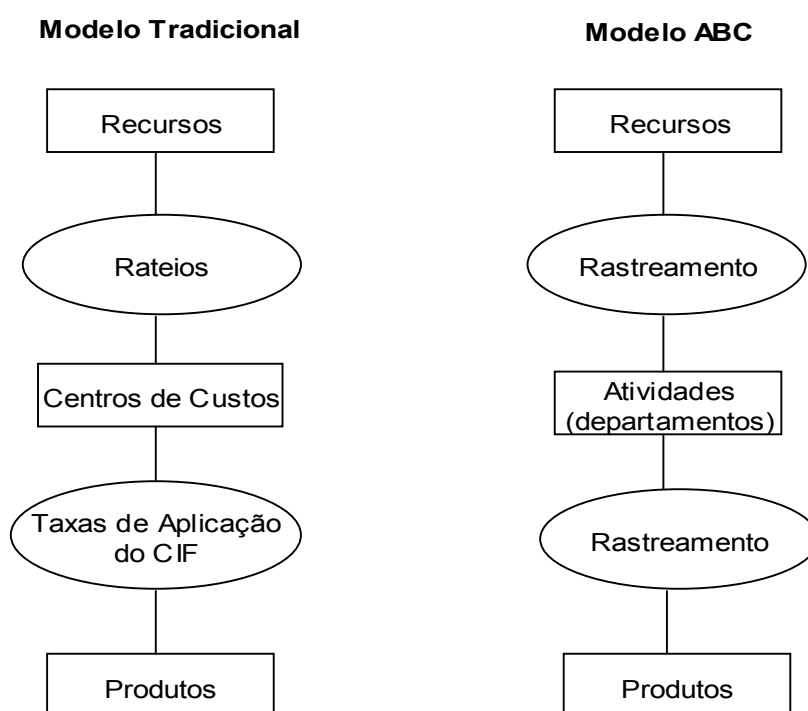 Modelo Tradicional
Recursos
Rateios
Centros de Custos
Taxas de Aplicação
do CIF
Produtos
Modelo ABC
Recursos
Rastreamento
Atividades
(departamentos)
Rastreamento
Produtos